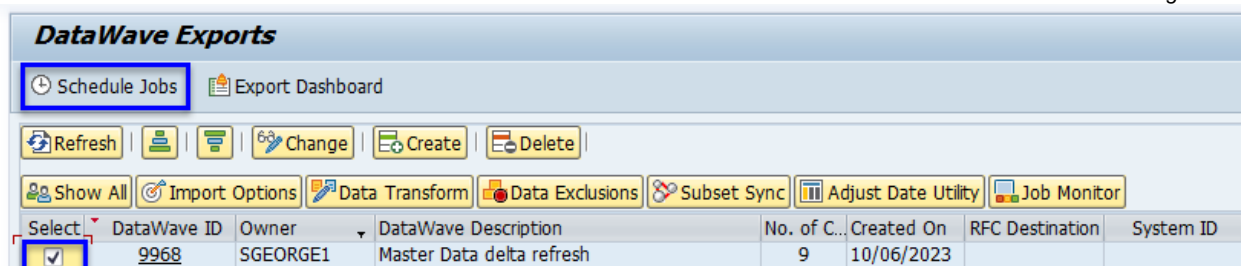 DataWave Exports
Schedule Jobs Export Dashboard
Refresh Change Create Delete
Show All Import Options Data Transform Data Exclusions Subset Sync Adjust Date Utility Job Monitor
Select DataWave ID Owner DataWave Description No. of C... Created On RFC Destination System ID
9968 SGEORGE1 Master Data delta refresh 9 10/06/2023